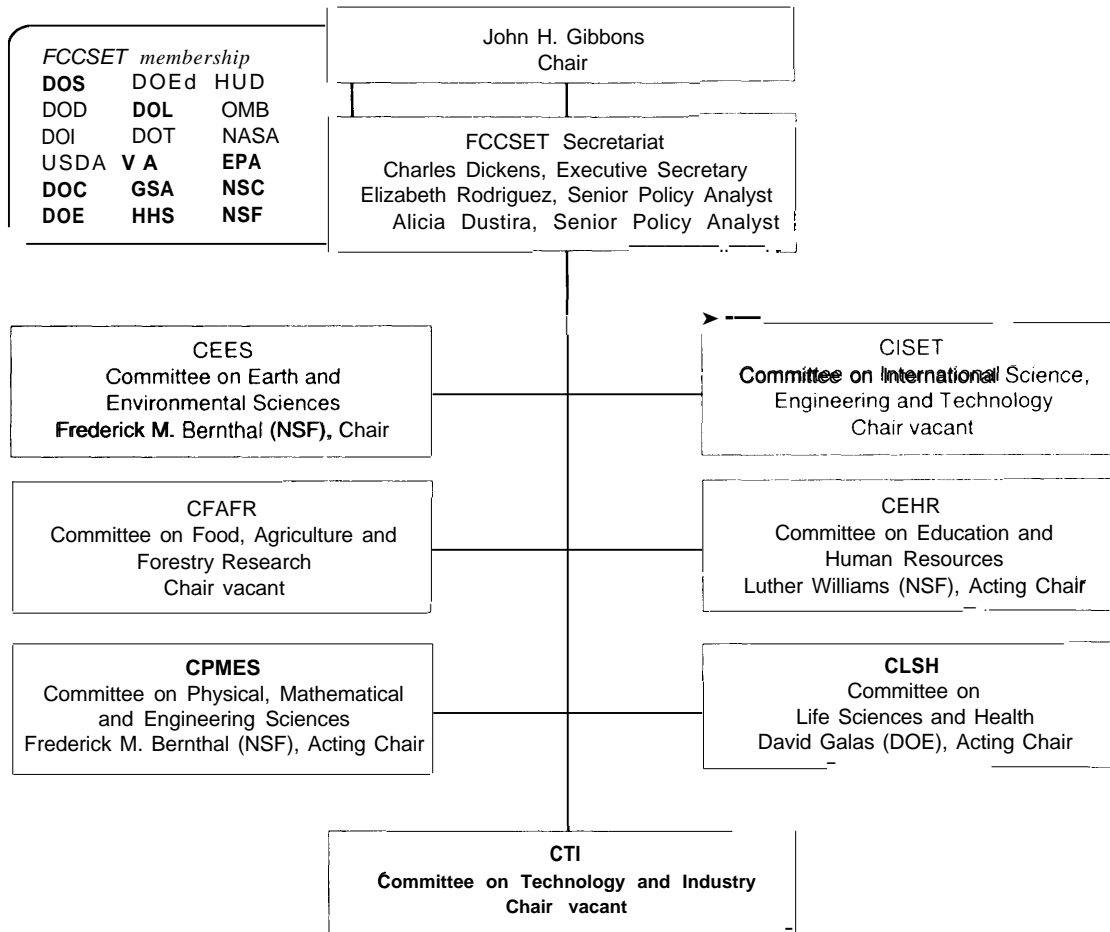 FCCSET membership
DOS DOEd HUD
DOD DOL OMB
DOI DOT NASA
USDA V A EPA
DOC GSA NSC
DOE HHS NSF
John H. Gibbons
Chair
FCCSET Secretariat
Charles Dickens, Executive Secretary
Elizabeth Rodriguez, Senior Policy Analyst
Alicia Dustira, Senior Policy Analyst
CEES
Committee on Earth and
Environmental Sciences
Frederick M. Bernthal (NSF), Chair
CISET
Committee on International Science,
Engineering and Technology
Chair vacant
CFAFR
Committee on Food, Agriculture and
Forestry Research
Chair vacant
CEHR
Committee on Education and
Human Resources
Luther Williams (NSF), Acting Chair
CPMES
Committee on Physical, Mathematical
and Engineering Sciences
Frederick M. Bernthal (NSF), Acting Chair
CLSH
Committee on
Life Sciences and Health
David Galas (DOE), Acting Chair
CTI
Committee on Technology and Industry
Chair vacant